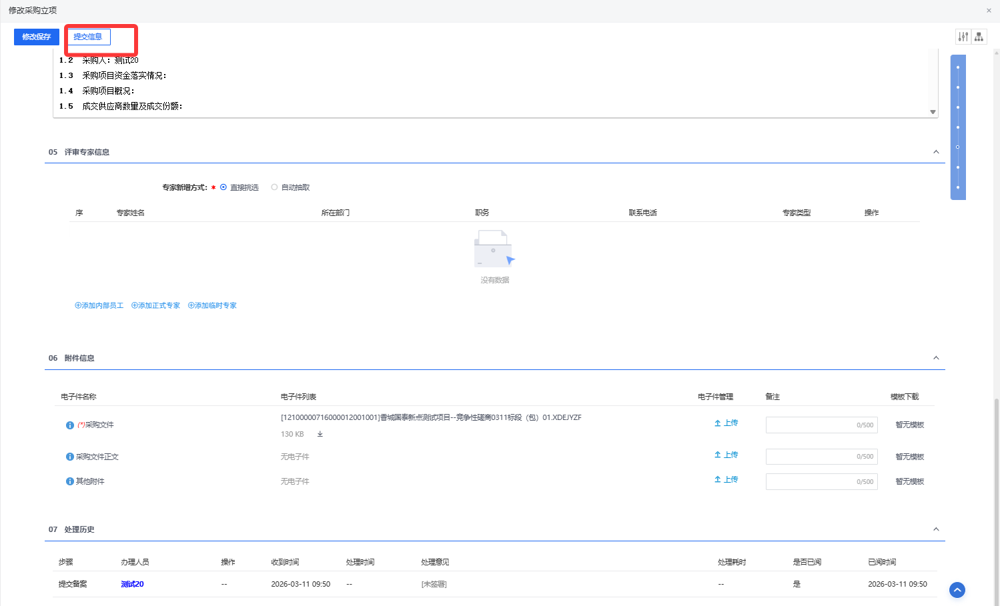 修改采购立项
修改保存 提交信息
1.2 采购人：测试20
1.3 采购项目资金落实情况：
1.4 采购项目概况：
1.5 成交供应商数量及成交份额：
05 评审专家信息
专家新增方式： * 直接挑选 自动抽取
序 专家姓名 所在部门 职务 联系电话 专家类型 操作
没有数据
添加内部员工 添加正式专家 添加临时专家
06 附件信息
电子件名称 电子件列表 电子件管理 备注 模板下载
(*)采购文件 [12100000716000012001001]香城国泰新点测试项目--竞争性磋商0311标段（包）01.XDEJYZF 上传 0/500 暂无模板
130 KB
采购文件正文 无电子件 上传 0/500 暂无模板
其他附件 无电子件 上传 0/500 暂无模板
07 处理历史
步骤 办理人员 操作 收到时间 处理时间 处理意见 处理耗时 是否已阅 已阅时间
提交备案 测试20 -- 2026-03-11 09:50 -- [未签署] -- 是 2026-03-11 09:50